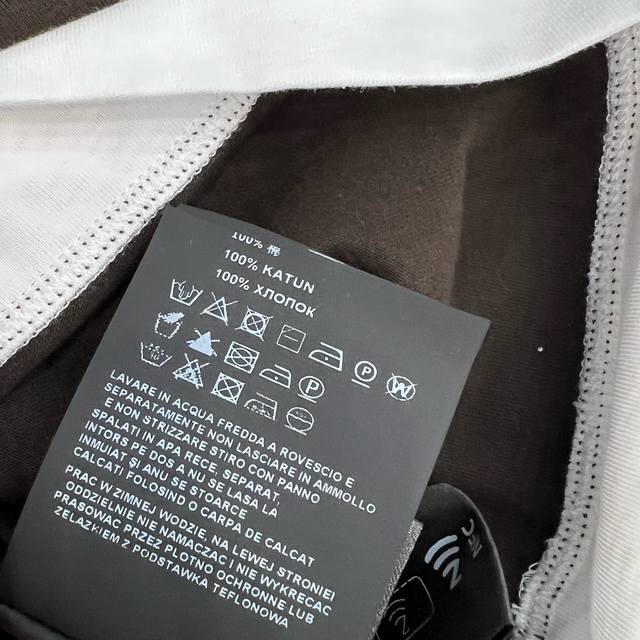 100% 棉
100% KATUN
100% ХЛОПОК
LAVARE IN ACQUA FREDDA A ROVESCIO E
SEPARATAMENTE NON LASCIARE IN AMMOLLO
E NON STRIZZARE STIRO CON PANNO
SPALATI IN APA RECE, SEPARAT,
INTORS PE DOS A NU SE LASA LA
INMUIAT ŞI ANU SE STOARCE
CALCATI FOLOSIND O CARPA DE CALCAT
PRAC W ZIMNEJ WODZIE, NA LEWEJ STRONIEJ
ODDZIELNIE NIE NAMACZAC I NIE WYKRECAC
PRASOWAC PRZEZ PLOTNO OCHRONNE LUB
ZELAZKIEM Z PODSTAWKA TEFLONOWA
NFC